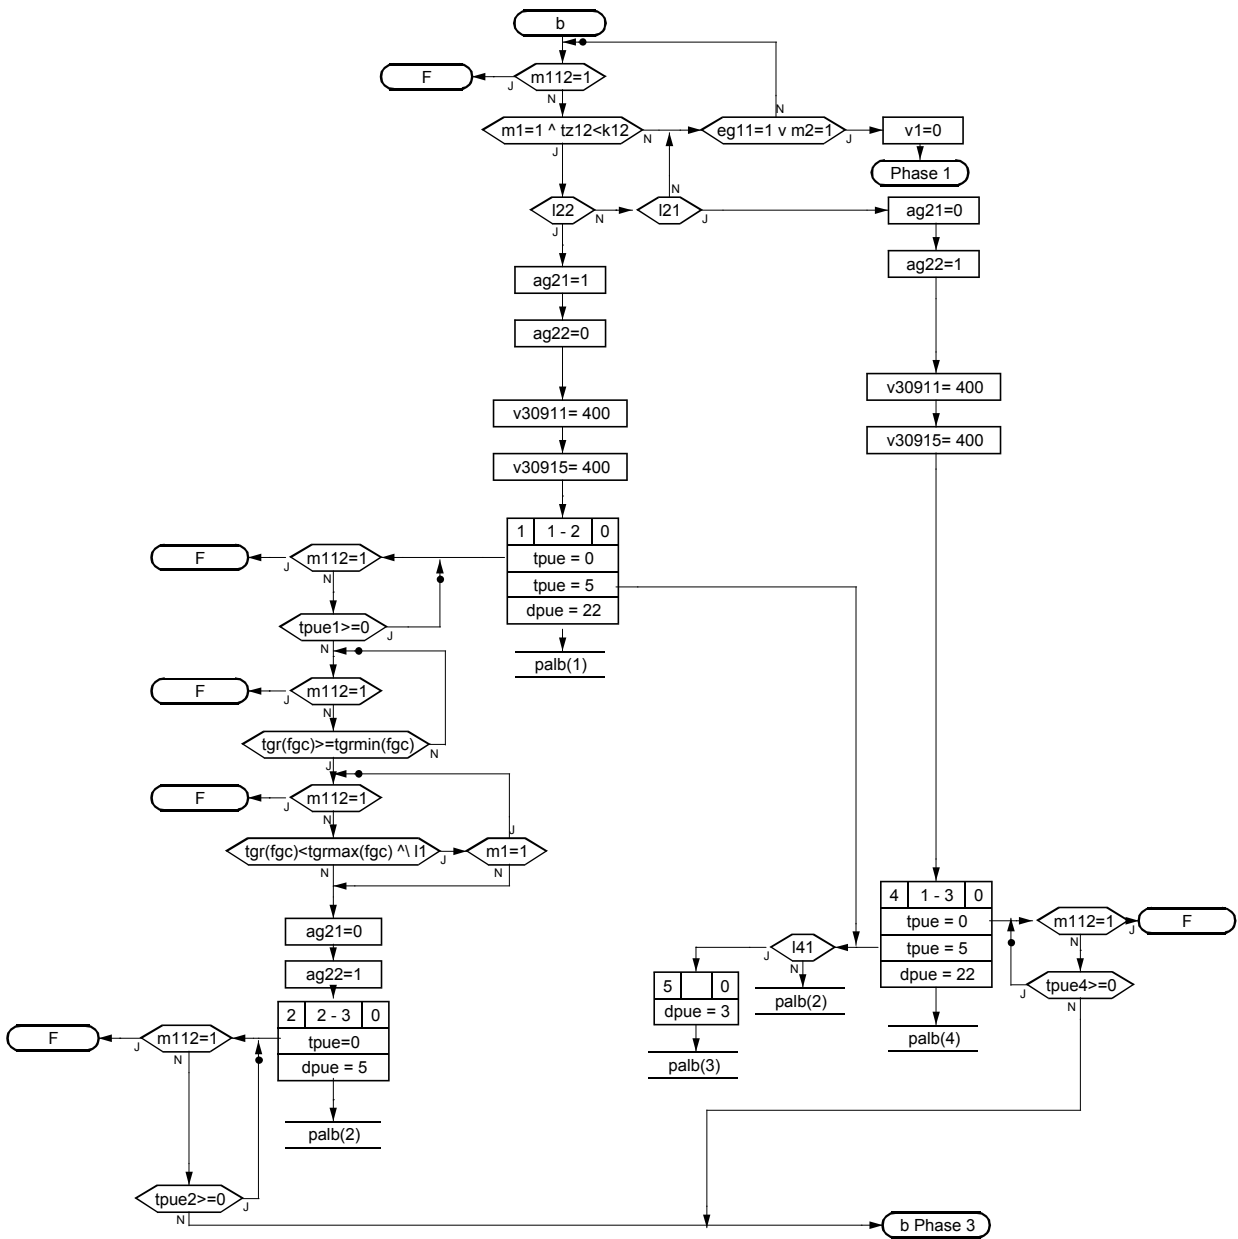 b
F
m112=1
J
N
N
m1=1 ^ tz12<k12
N
J
eg11=1 v m2=1
J
v1=0
Phase 1
N
l22
N
J
l21
J
ag21=0
ag22=1
ag21=1
ag22=0
v30911= 400
v30915= 400
v30911= 400
v30915= 400
1
1 - 2
0
tpue = 0
tpue = 5
dpue = 22
palb(1)
F
J
m112=1
N
tpue1>=0
J
N
F
J
m112=1
N
tgr(fgc)>=tgrmin(fgc)
N
J
F
J
m112=1
N
tgr(fgc)<tgrmax(fgc) ^\ l1
J
N
J
m1=1
N
ag21=0
ag22=1
2
2 - 3
0
tpue=0
dpue = 5
palb(2)
F
J
m112=1
N
tpue2>=0
J
N
4
1 - 3
0
tpue = 0
tpue = 5
dpue = 22
palb(4)
m112=1
J
F
N
tpue4>=0
J
N
l41
J
N
palb(2)
5
0
dpue = 3
palb(3)
b Phase 3